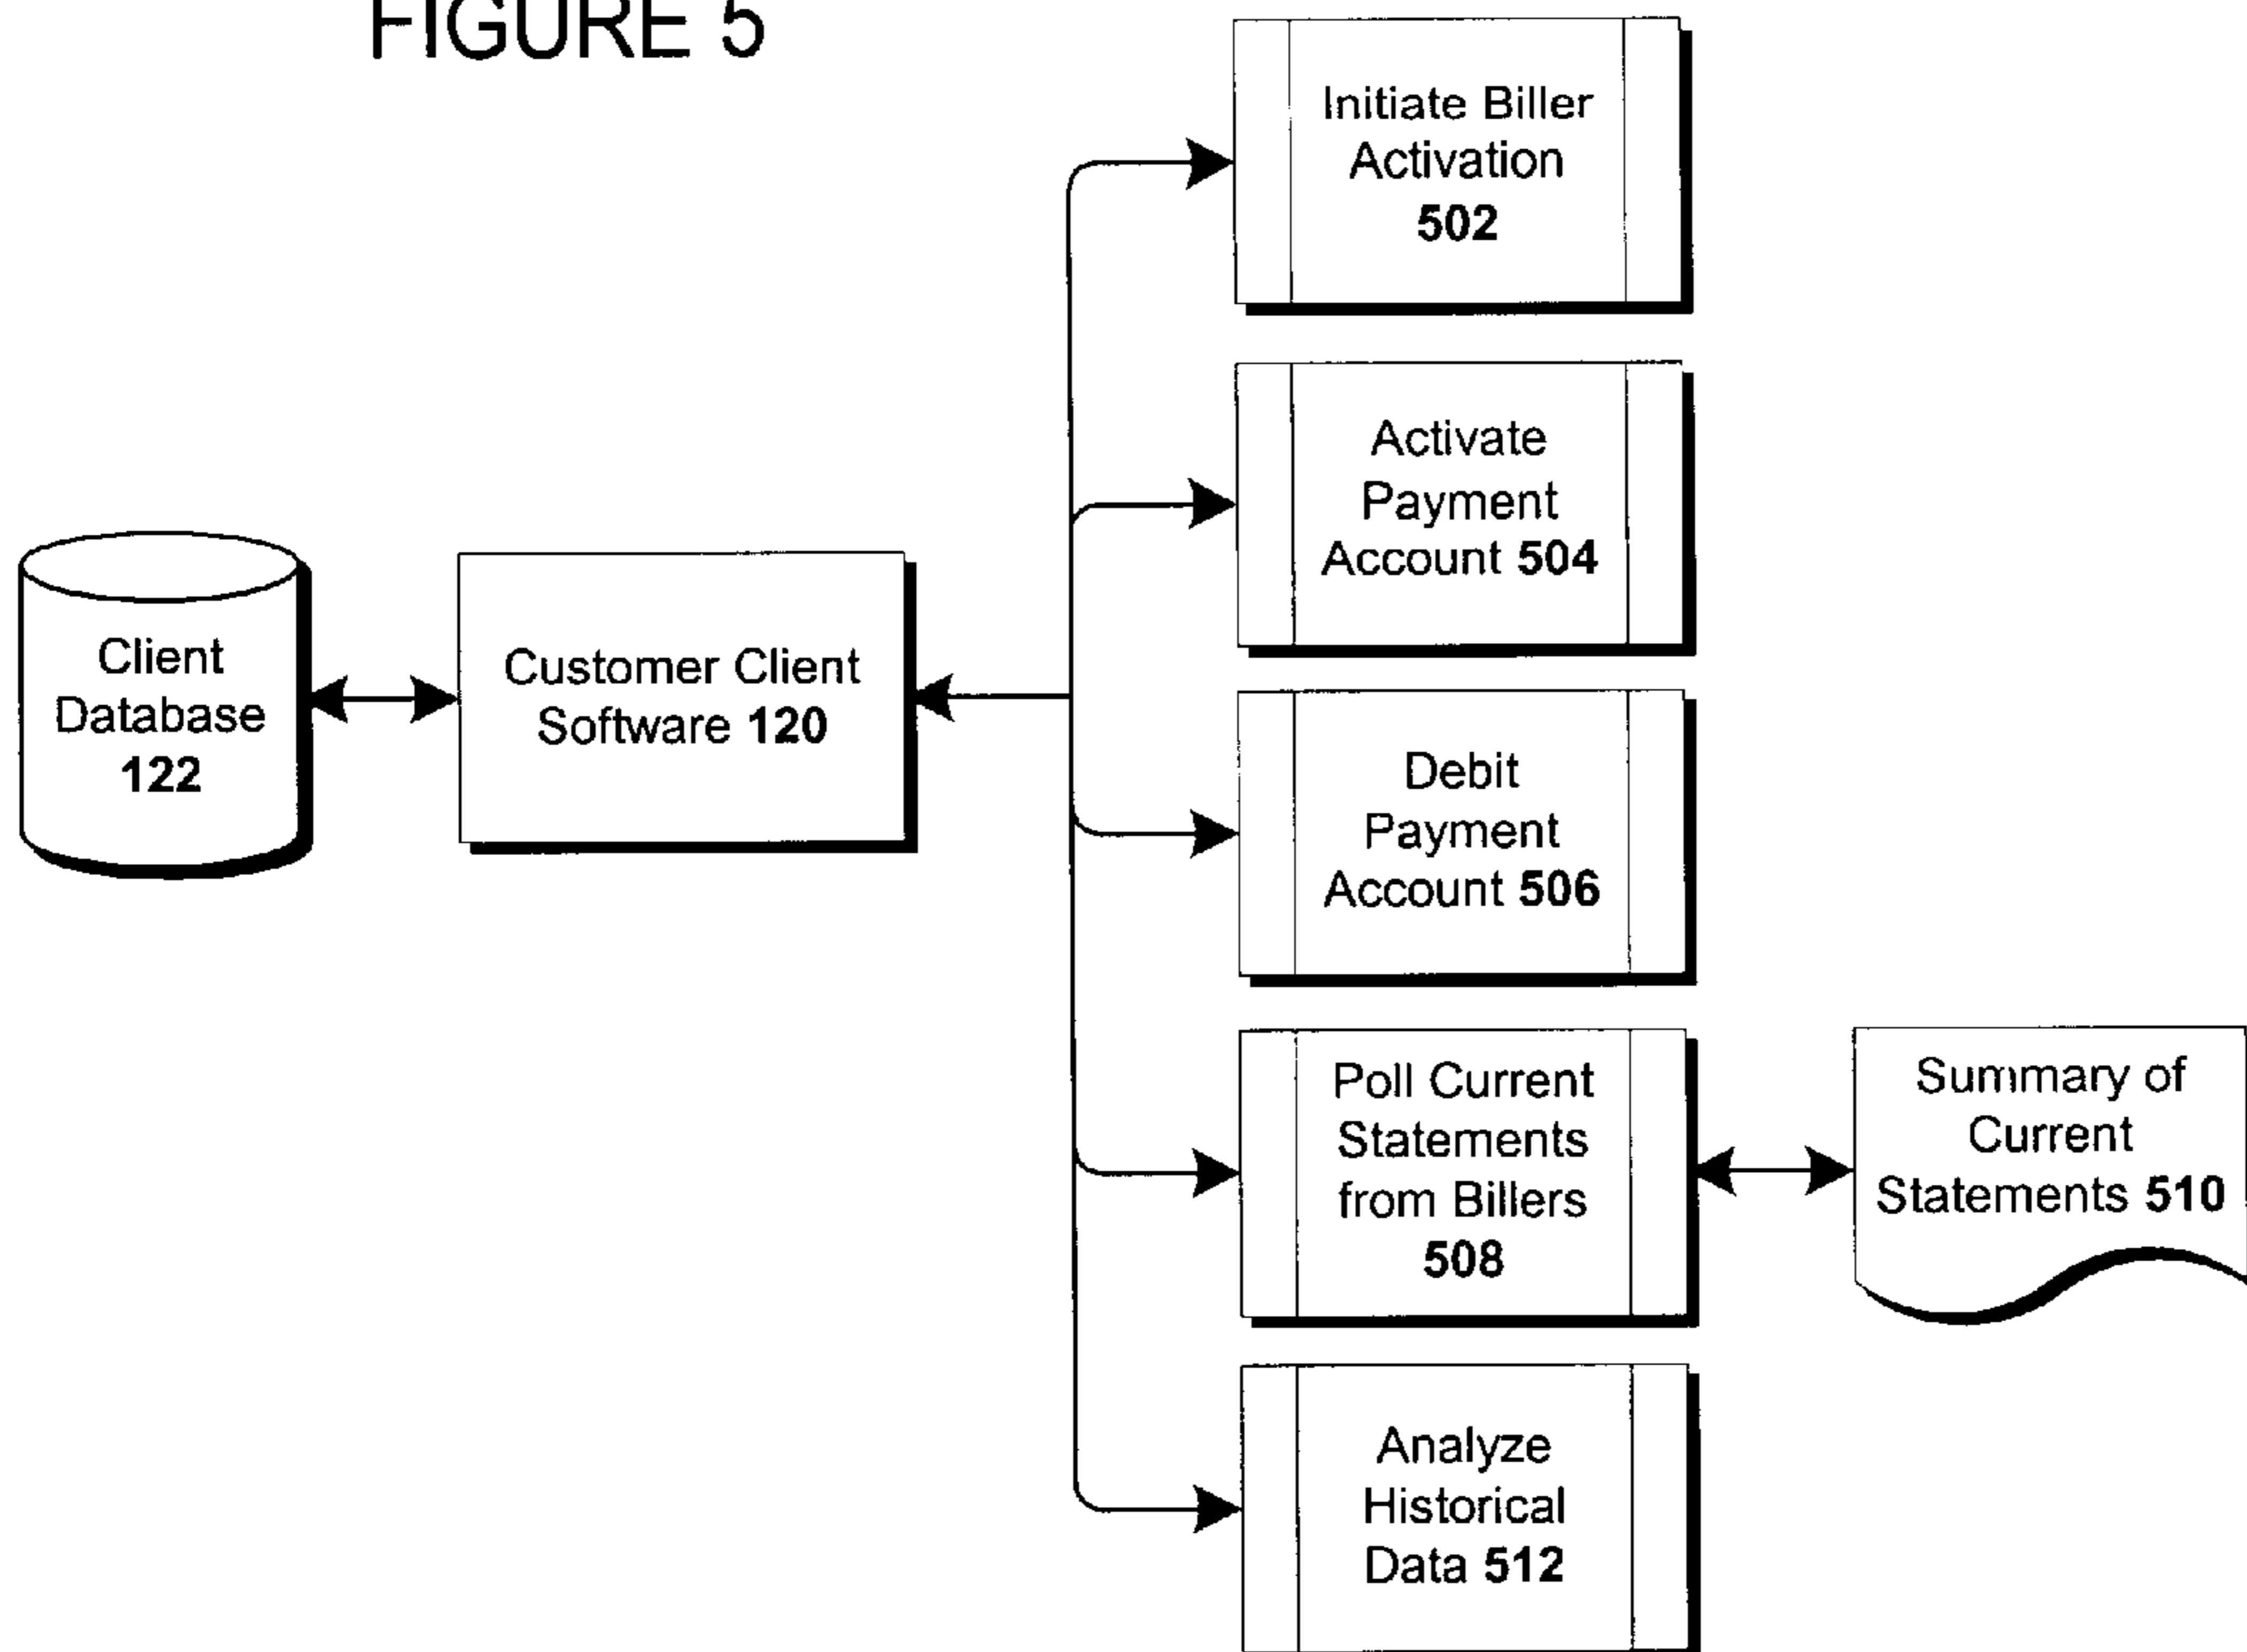 FIGURE 5
Initiate Biller
Activation
502
Activate
Payment
Account 504
Client
Database
122
Customer Client
Software 120
Debit
Payment
Account 506
Poll Current
Statements
from Billers
508
Summary of
Current
Statements 510
Analyze
Historical
Data 512